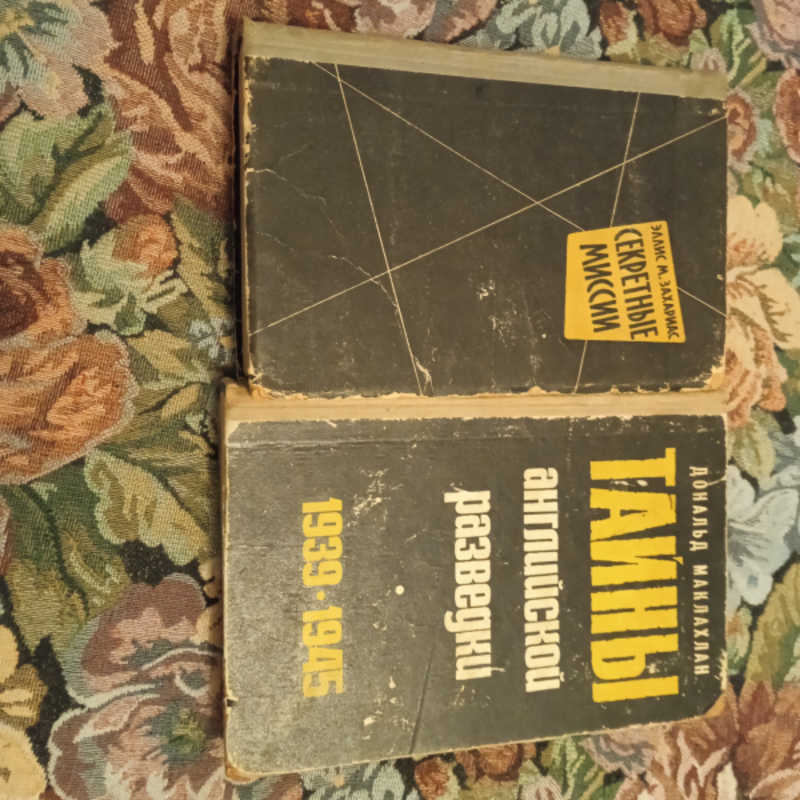 ЭЛЛИС М. ЗАХАРИАС
СЕКРЕТНЫЕ
МИССИИ
ДОНАЛЬД МАКЛАХЛАН
ТАЙНЫ
английской
разведки
1939·1945